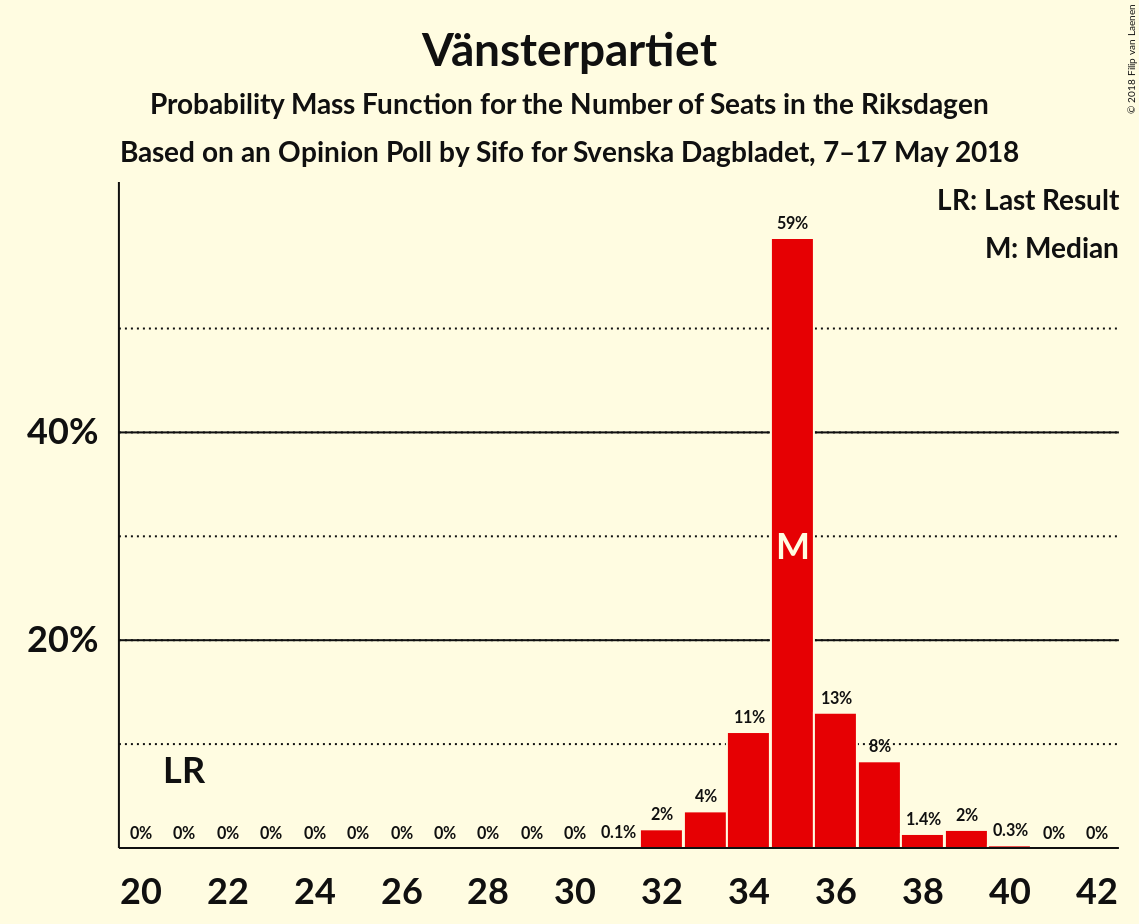 Vänsterpartiet
Probability Mass Function for the Number of Seats in the Riksdagen
Based on an Opinion Poll by Sifo for Svenska Dagbladet, 7–17 May 2018
© 2018 Filip van Laenen
LR: Last Result
M: Median
59%
40%
M
20%
13%
11%
8%
LR
4%
2%
1.4%
2%
0% 0% 0% 0% 0% 0% 0% 0% 0% 0% 0% 0.1% 0.3% 0% 0%
20 22 24 26 28 30 32 34 36 38 40 42